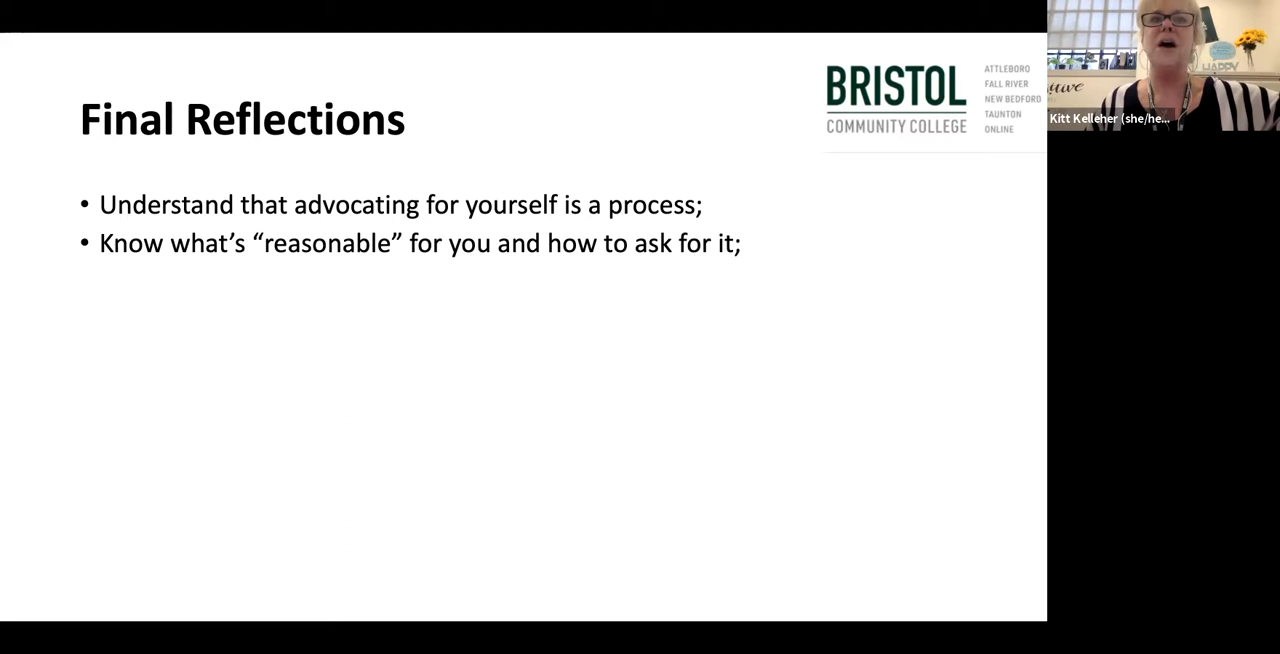 Final Reflections
BRISTOL
COMMUNITY COLLEGE
ATTLEBORO
FALL RIVER
NEW BEDFORD
TAUNTON
ONLINE
• Understand that advocating for yourself is a process;
• Know what’s “reasonable” for you and how to ask for it;
HAPPY
Kitt Kelleher (she/he...